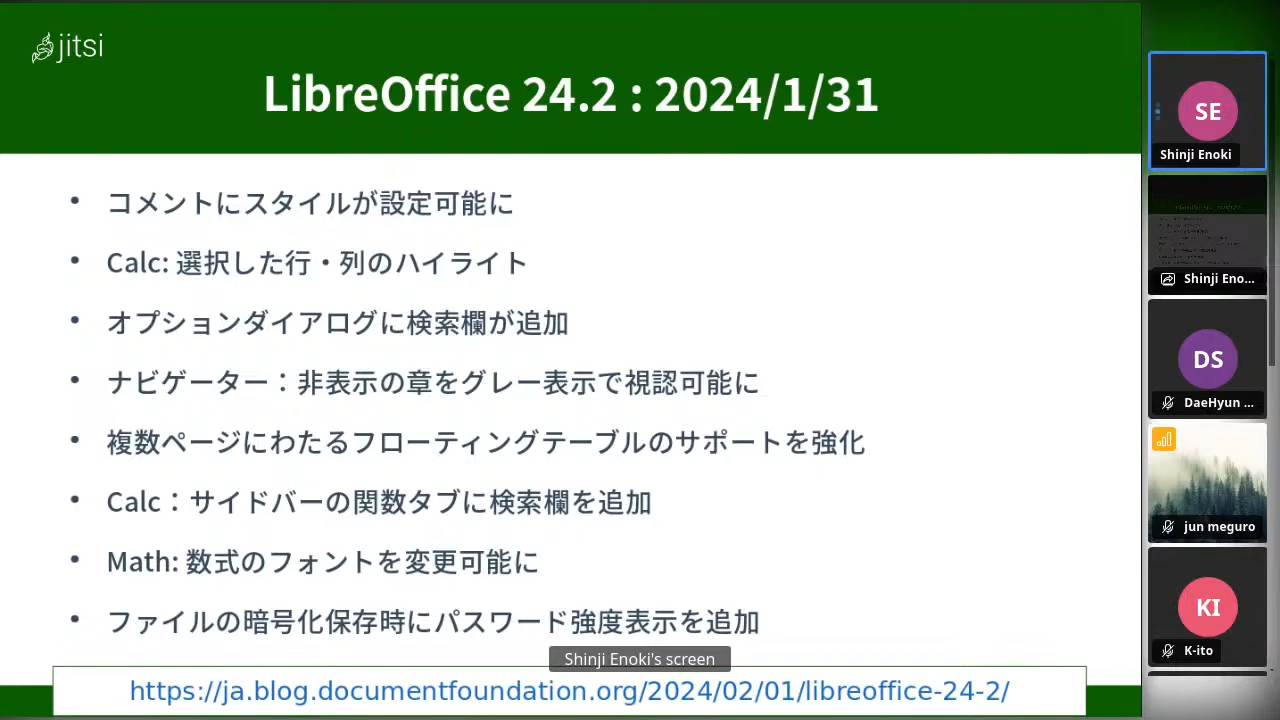 jitsi
LibreOffice 24.2 : 2024/1/31
• コメントにスタイルが設定可能に
• Calc: 選択した行・列のハイライト
• オプションダイアログに検索欄が追加
• ナビゲーター：非表示の章をグレー表示で視認可能に
• 複数ページにわたるフローティングテーブルのサポートを強化
• Calc：サイドバーの関数タブに検索欄を追加
• Math: 数式のフォントを変更可能に
• ファイルの暗号化保存時にパスワード強度表示を追加
Shinji Enoki's screen
https://ja.blog.documentfoundation.org/2024/02/01/libreoffice-24-2/
SE
Shinji Enoki
Shinji Eno...
DS
DaeHyun ...
jun meguro
KI
K-ito